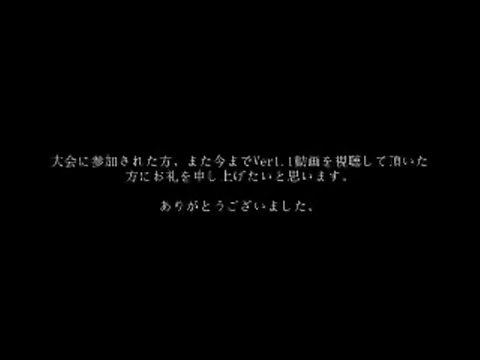 大会に参加された方、また今までVer1.1動画を視聴して頂いた
方にお礼を申し上げたいと思います。
ありがとうございました。